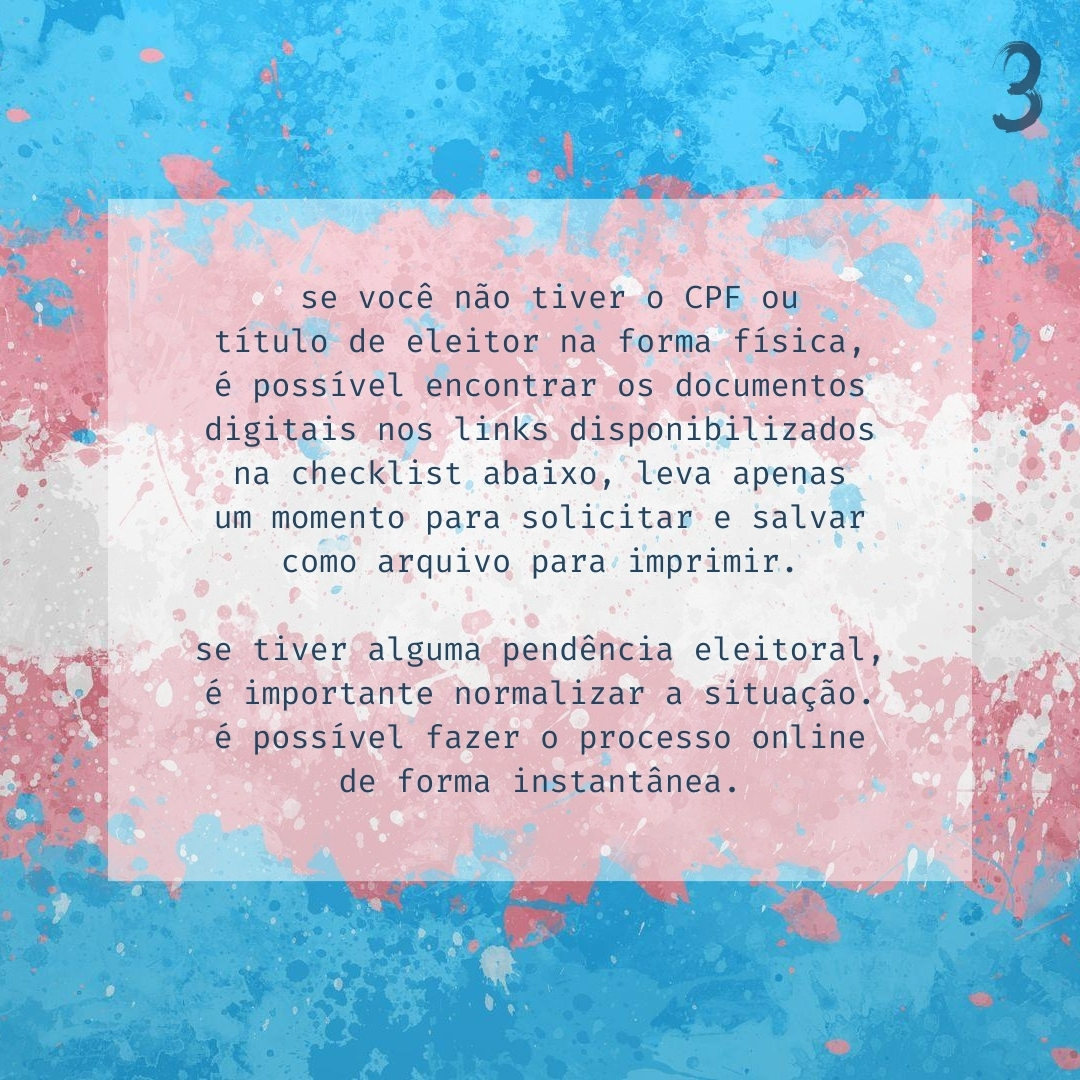 3
se você não tiver o CPF ou
título de eleitor na forma física,
é possível encontrar os documentos
digitais nos links disponibilizados
na checklist abaixo, leva apenas
um momento para solicitar e salvar
como arquivo para imprimir.
se tiver alguma pendência eleitoral,
é importante normalizar a situação.
é possível fazer o processo online
de forma instantânea.